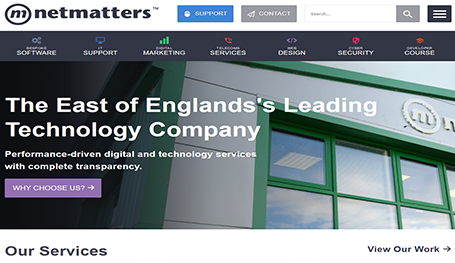 netmatters™
SUPPORT
CONTACT
Search...
BESPOKE
SOFTWARE
IT
SUPPORT
DIGITAL
MARKETING
TELECOMS
SERVICES
WEB
DESIGN
CYBER
SECURITY
DEVELOPER
COURSE
The East of Englands's Leading
Technology Company
Performance-driven digital and technology services
with complete transparency.
WHY CHOOSE US?
netmatters
Our Services
View Our Work